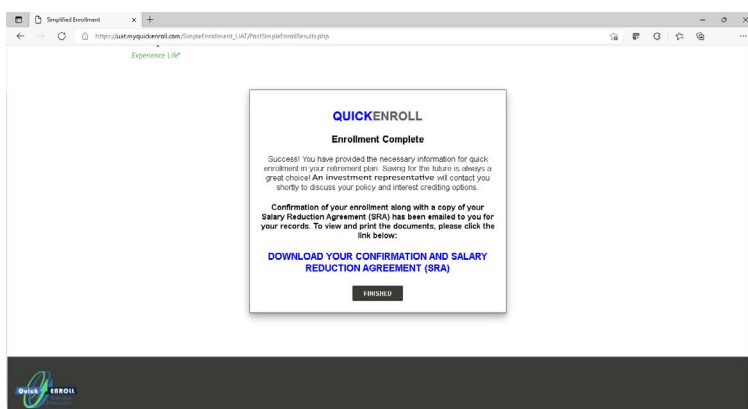 Simplified Enrollment
https://uat.myquickenroll.com/SimpleEnrollment_UAT/PostSimpleEnrollResults.php
Experience Life
QUICKENROLL
Enrollment Complete
Success! You have provided the necessary information for quick
enrollment in your retirement plan. Saving for the future is always a
great choice! An investment representative will contact you
shortly to discuss your policy and interest crediting options.
Confirmation of your enrollment along with a copy of your
Salary Reduction Agreement (SRA) has been emailed to you for
your records. To view and print the documents, please click the
link below:
DOWNLOAD YOUR CONFIRMATION AND SALARY
REDUCTION AGREEMENT (SRA)
FINISHED
Quick ENROLL